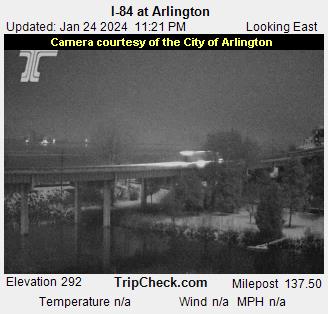 I-84 at Arlington
Updated: Jan 24 2024 11:21 PM Looking East
Camera courtesy of the City of Arlington
Elevation 292 TripCheck.com Milepost 137.50
Temperature n/a Wind n/a MPH n/a